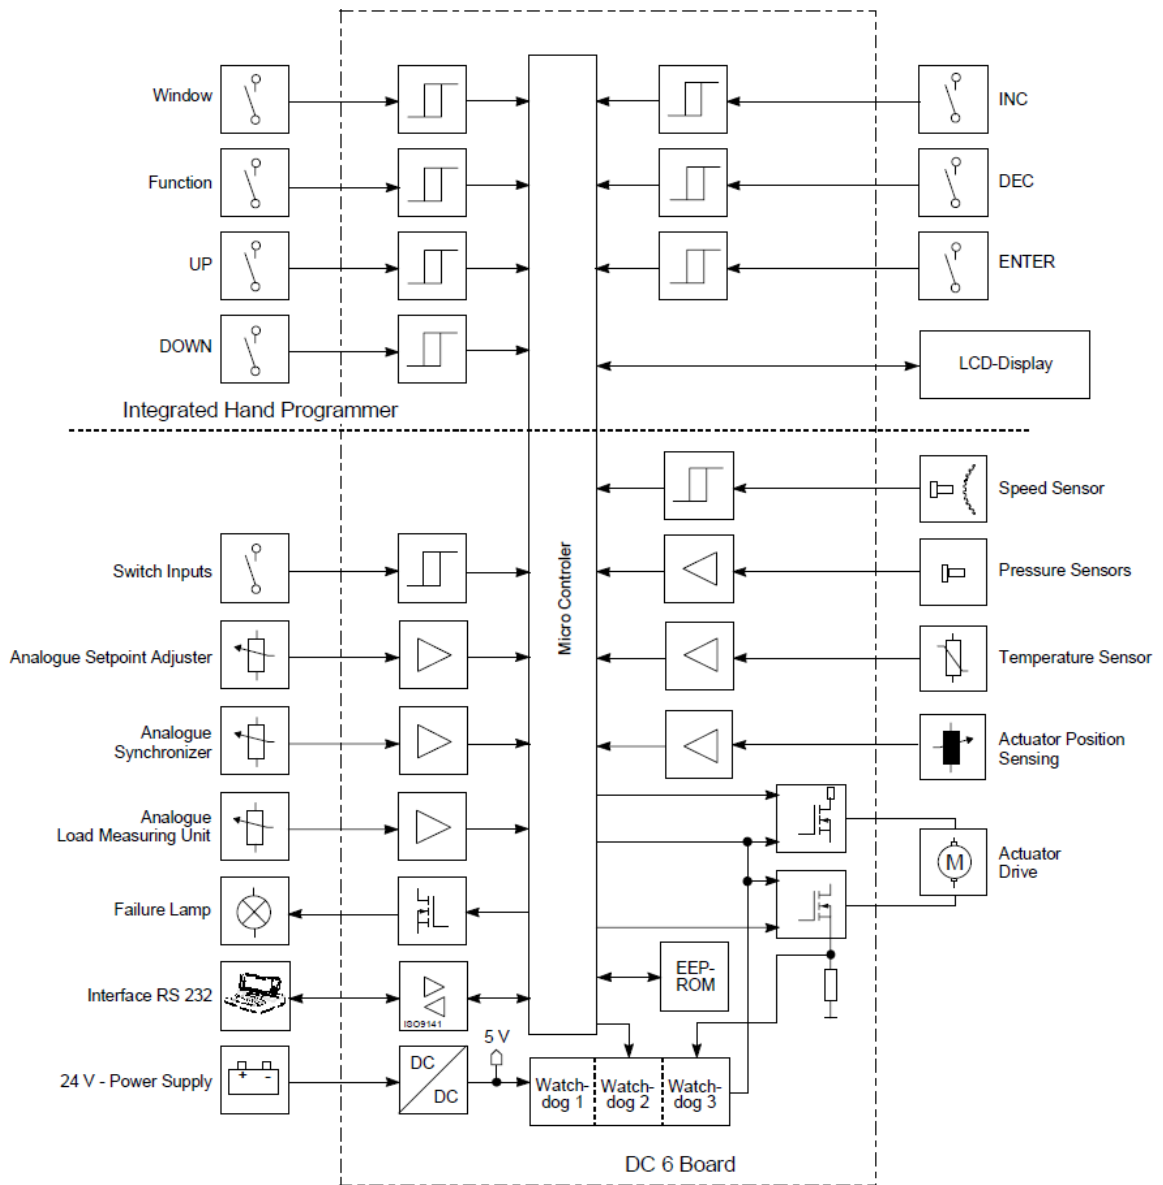 Window
INC
Function
DEC
UP
ENTER
DOWN
LCD-Display
Integrated Hand Programmer
Speed Sensor
Micro Controler
Switch Inputs
Pressure Sensors
Analogue Setpoint Adjuster
Temperature Sensor
Analogue
Synchronizer
Actuator Position
Sensing
Analogue
Load Measuring Unit
M
Actuator
Drive
Failure Lamp
EEP-
ROM
Interface RS 232
ISO9141
5 V
24 V - Power Supply
+ -
DC
DC
Watch-
dog 1
Watch-
dog 2
Watch-
dog 3
DC 6 Board